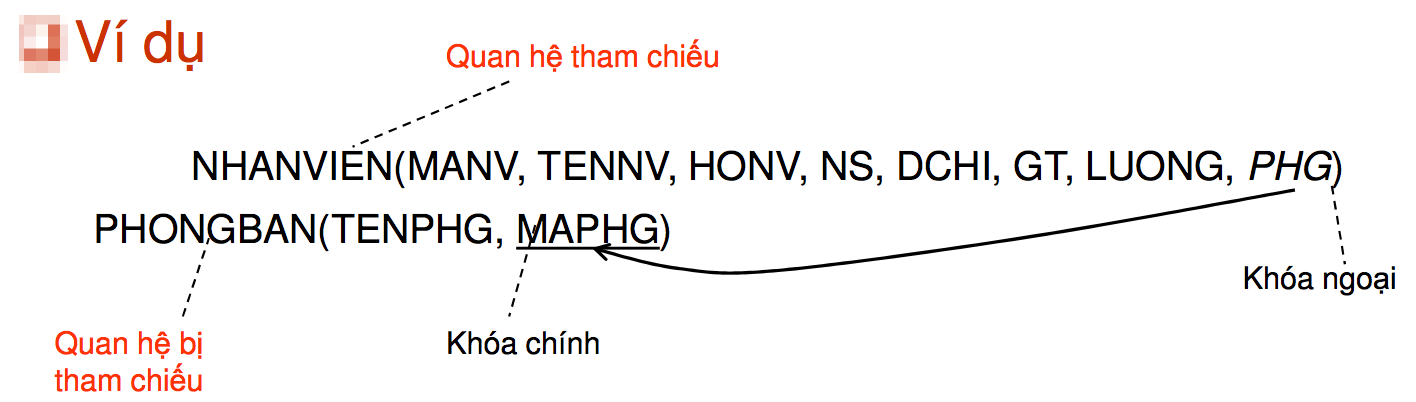 Ví dụ
Quan hệ tham chiếu
NHANVIEN(MANV, TENNV, HONV, NS, DCHI, GT, LUONG, PHG)
PHONGBAN(TENPHG, MAPHG)
Khóa ngoại
Quan hệ bị
tham chiếu
Khóa chính